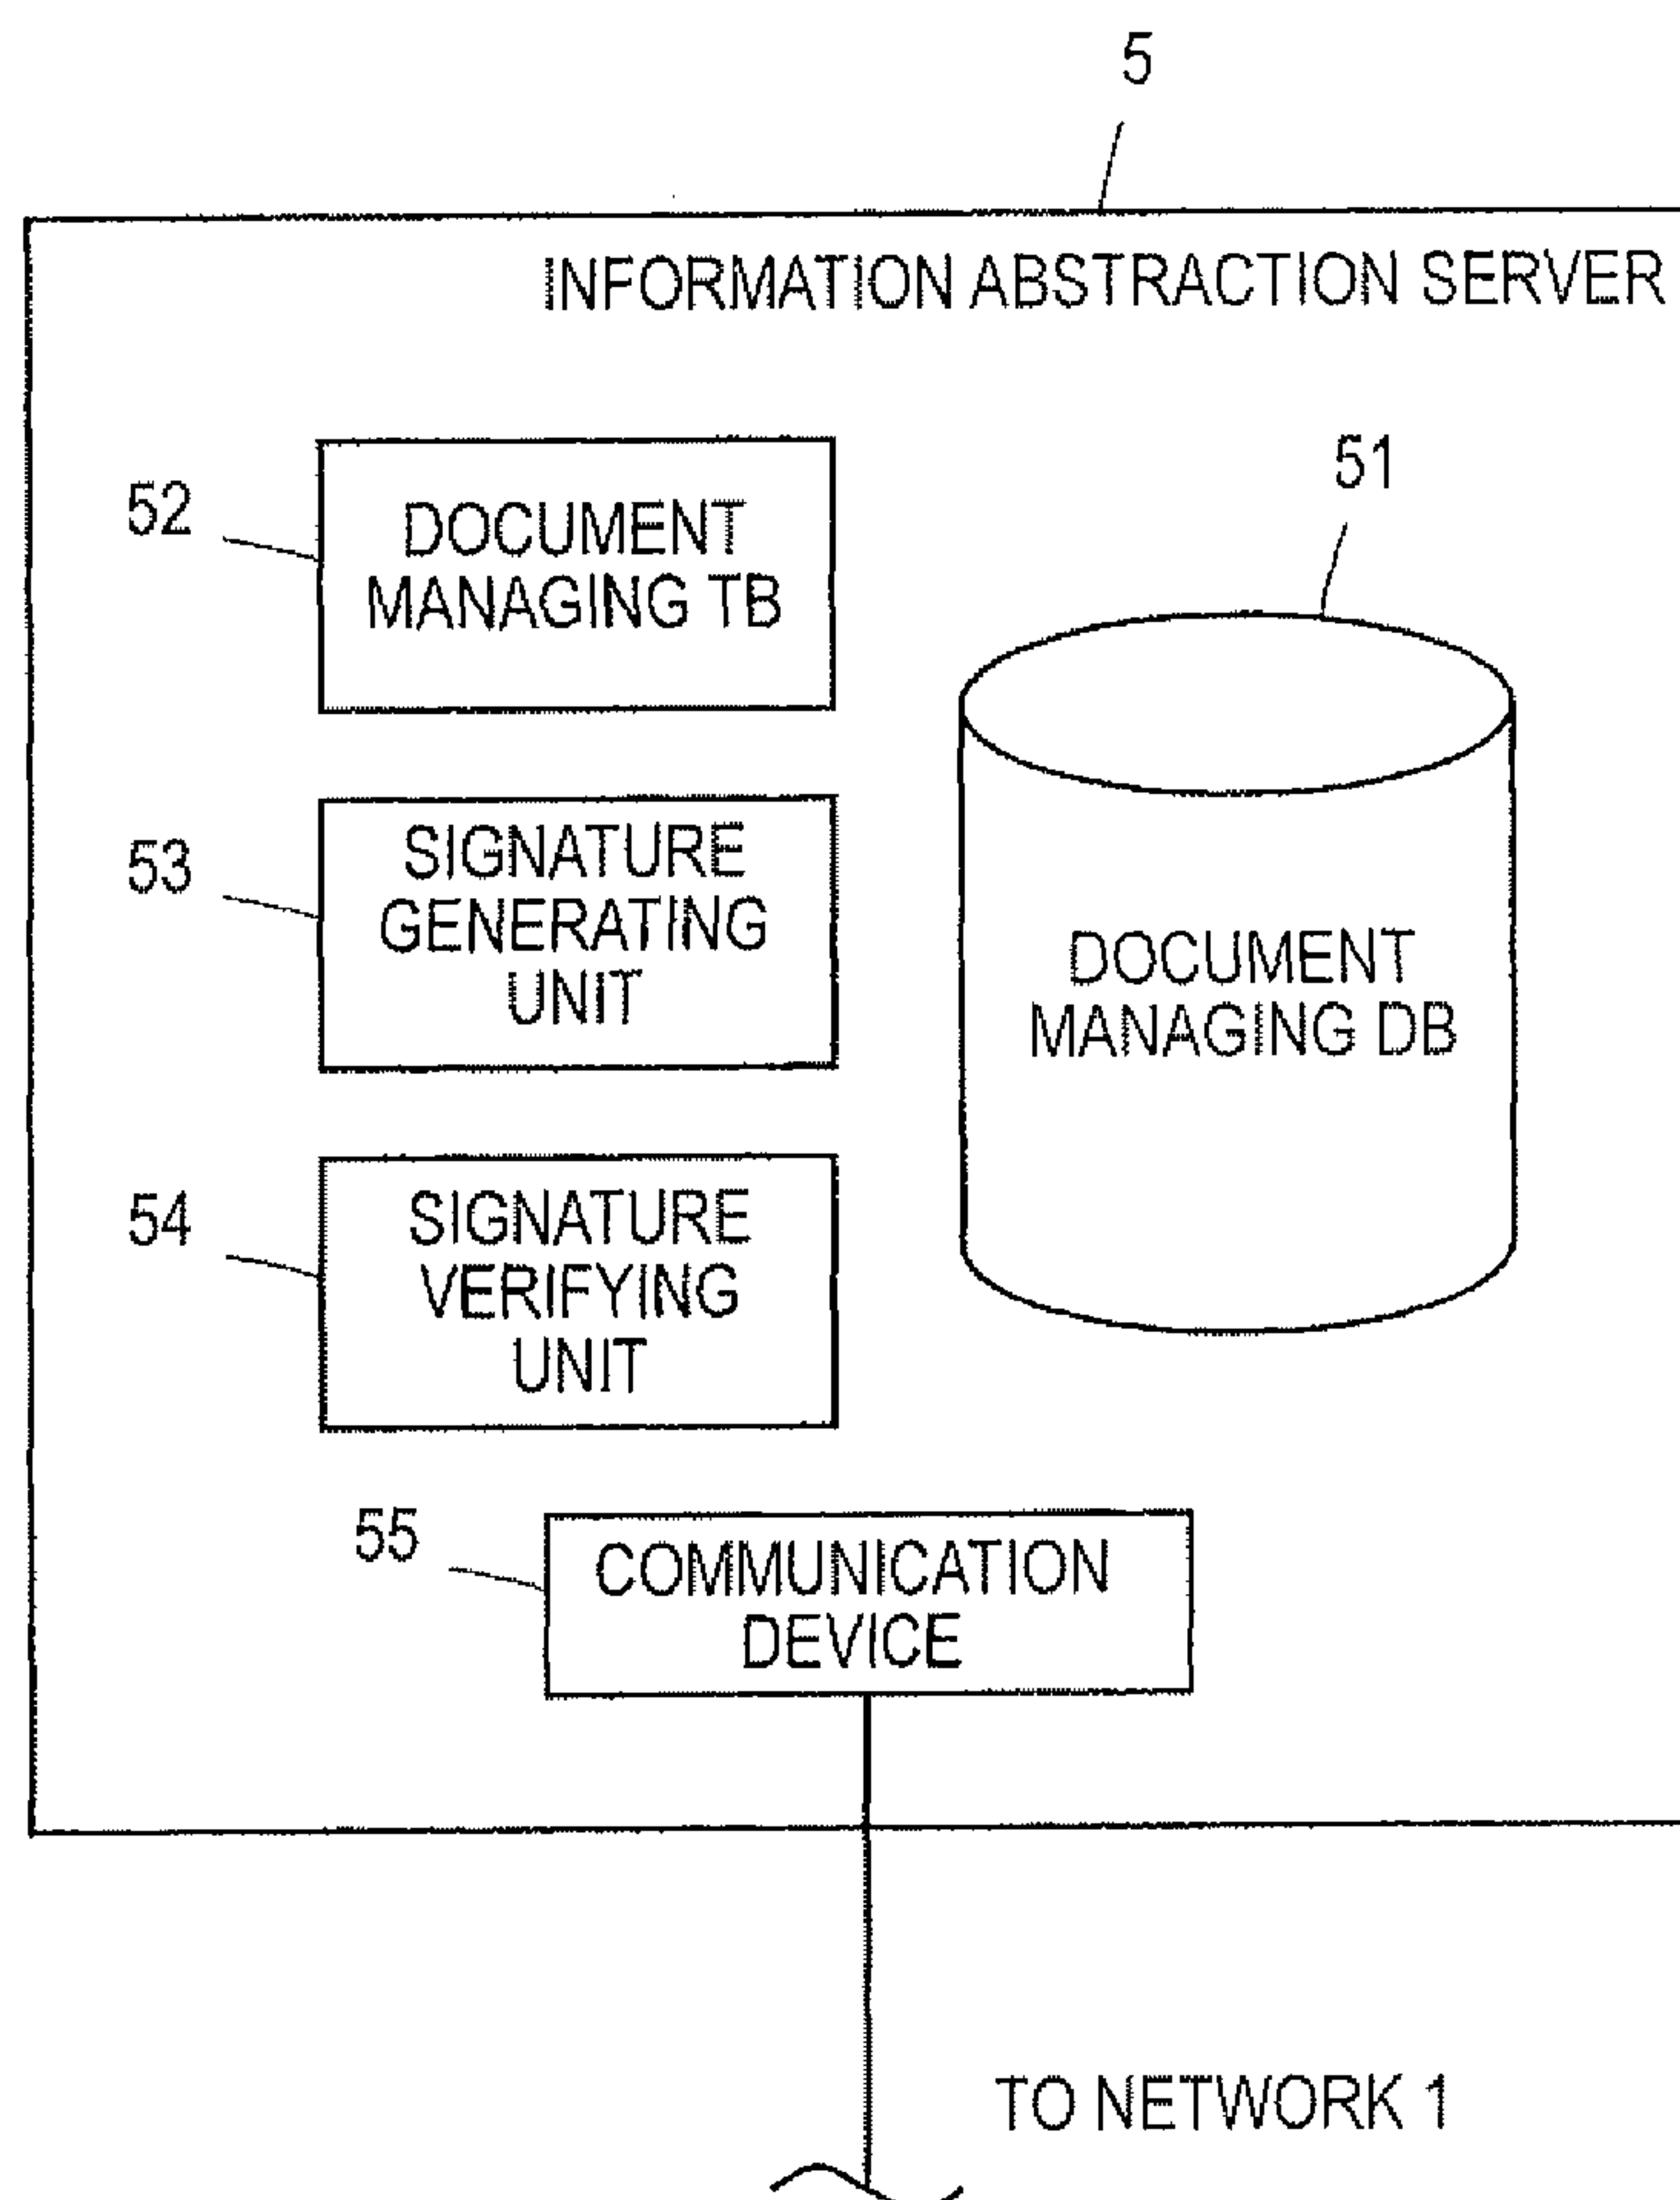 5
INFORMATION ABSTRACTION SERVER
51
52
DOCUMENT
MANAGING TB
53
SIGNATURE
GENERATING
UNIT
DOCUMENT
MANAGING DB
54
SIGNATURE
VERIFYING
UNIT
55
COMMUNICATION
DEVICE
TO NETWORK 1